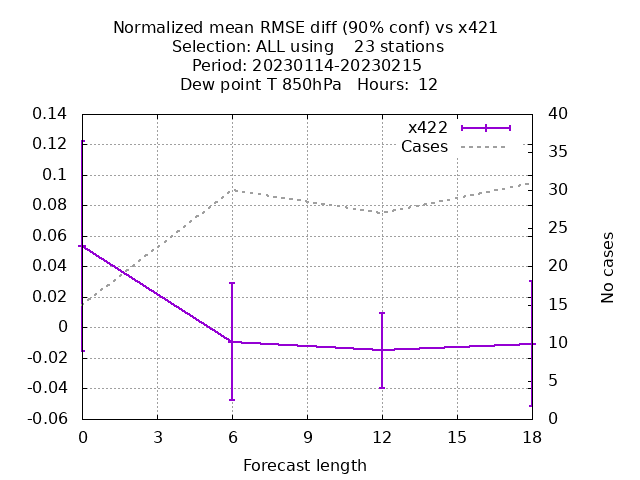 Normalized mean RMSE diff (90% conf) vs x421
Selection: ALL using    23 stations
Period: 20230114-20230215
Dew point T 850hPa   Hours:  12
x422
Cases
0.14
0.12
0.1
0.08
0.06
0.04
0.02
0
-0.02
-0.04
-0.06
40
35
30
25
20
15
10
5
0
No cases
0 3 6 9 12 15 18
Forecast length